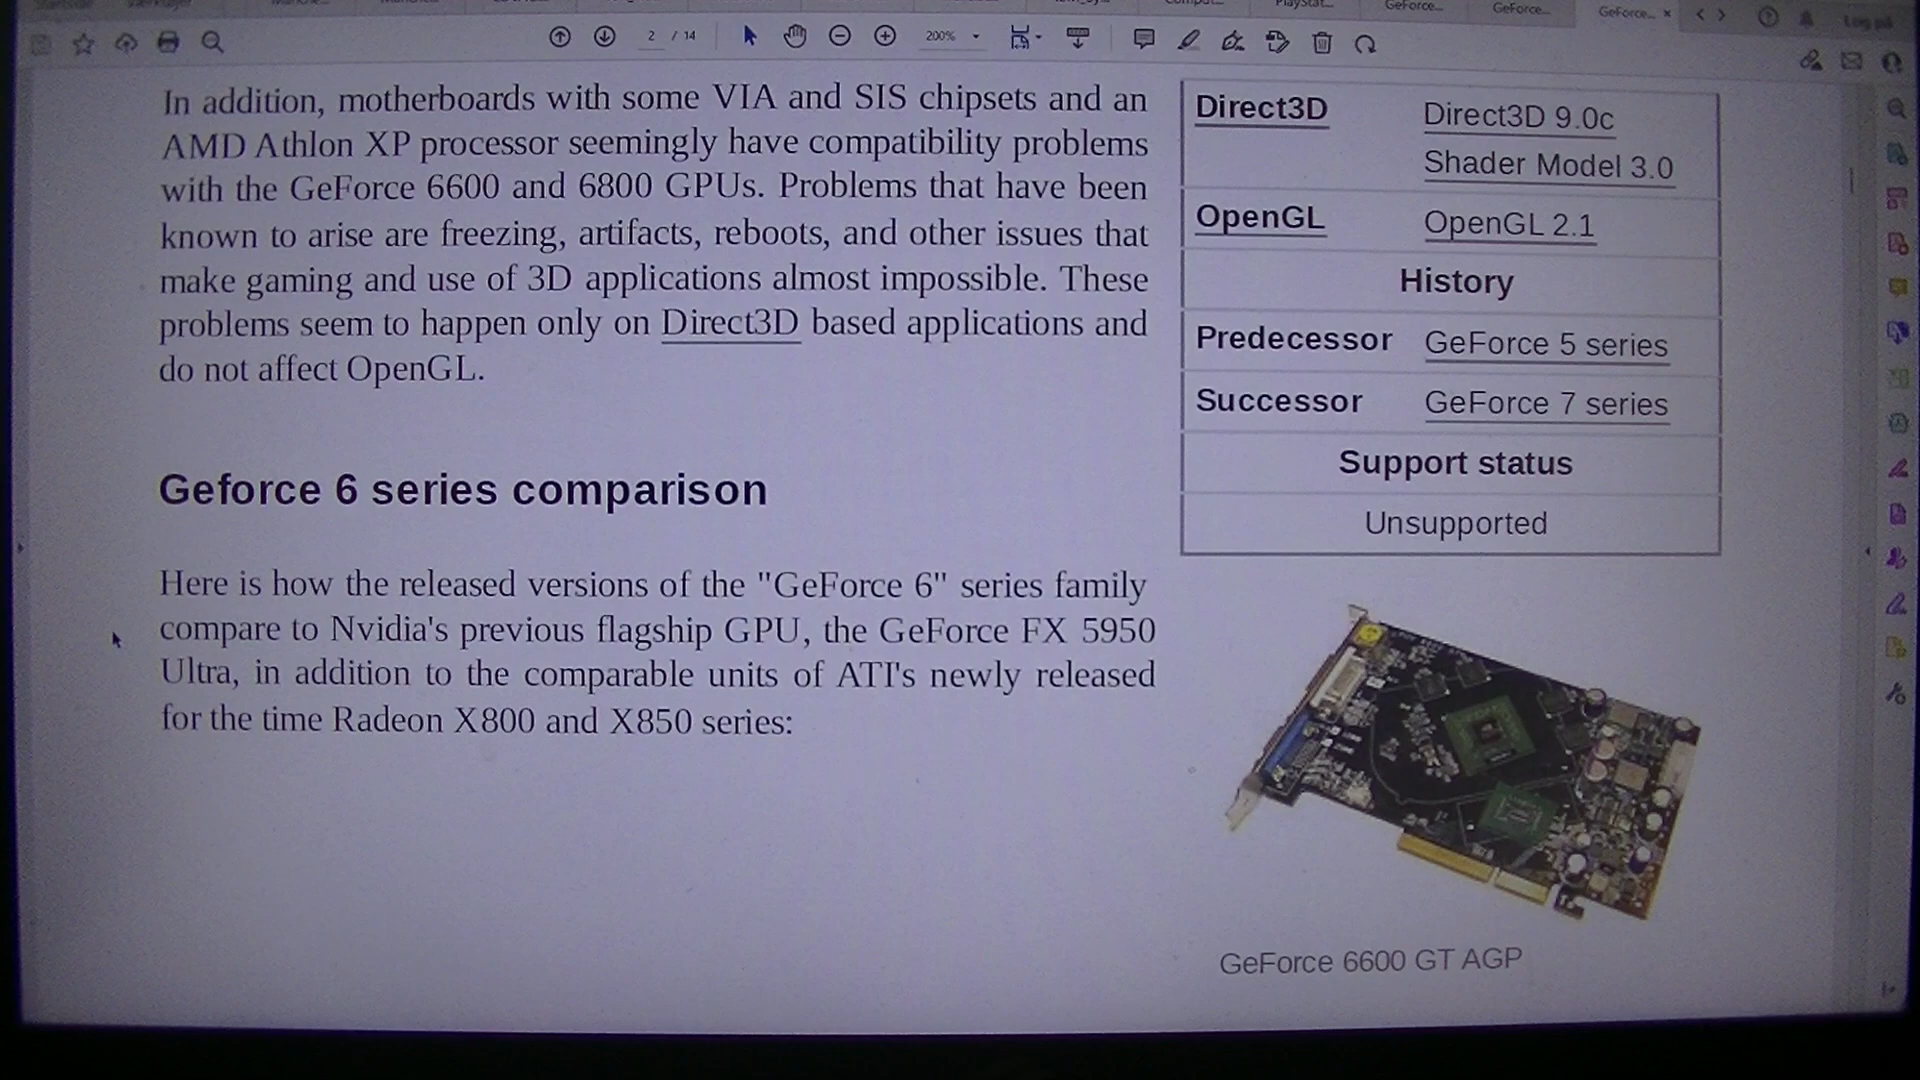 GeForce...
GeForce...
GeForce...
Log på
2 / 14
200%
In addition, motherboards with some VIA and SIS chipsets and an
AMD Athlon XP processor seemingly have compatibility problems
with the GeForce 6600 and 6800 GPUs. Problems that have been
known to arise are freezing, artifacts, reboots, and other issues that
make gaming and use of 3D applications almost impossible. These
problems seem to happen only on Direct3D based applications and
do not affect OpenGL.
Geforce 6 series comparison
Here is how the released versions of the "GeForce 6" series family
compare to Nvidia's previous flagship GPU, the GeForce FX 5950
Ultra, in addition to the comparable units of ATI's newly released
for the time Radeon X800 and X850 series:
Direct3D Direct3D 9.0c
Shader Model 3.0
OpenGL OpenGL 2.1
History
Predecessor GeForce 5 series
Successor GeForce 7 series
Support status
Unsupported
GeForce 6600 GT AGP